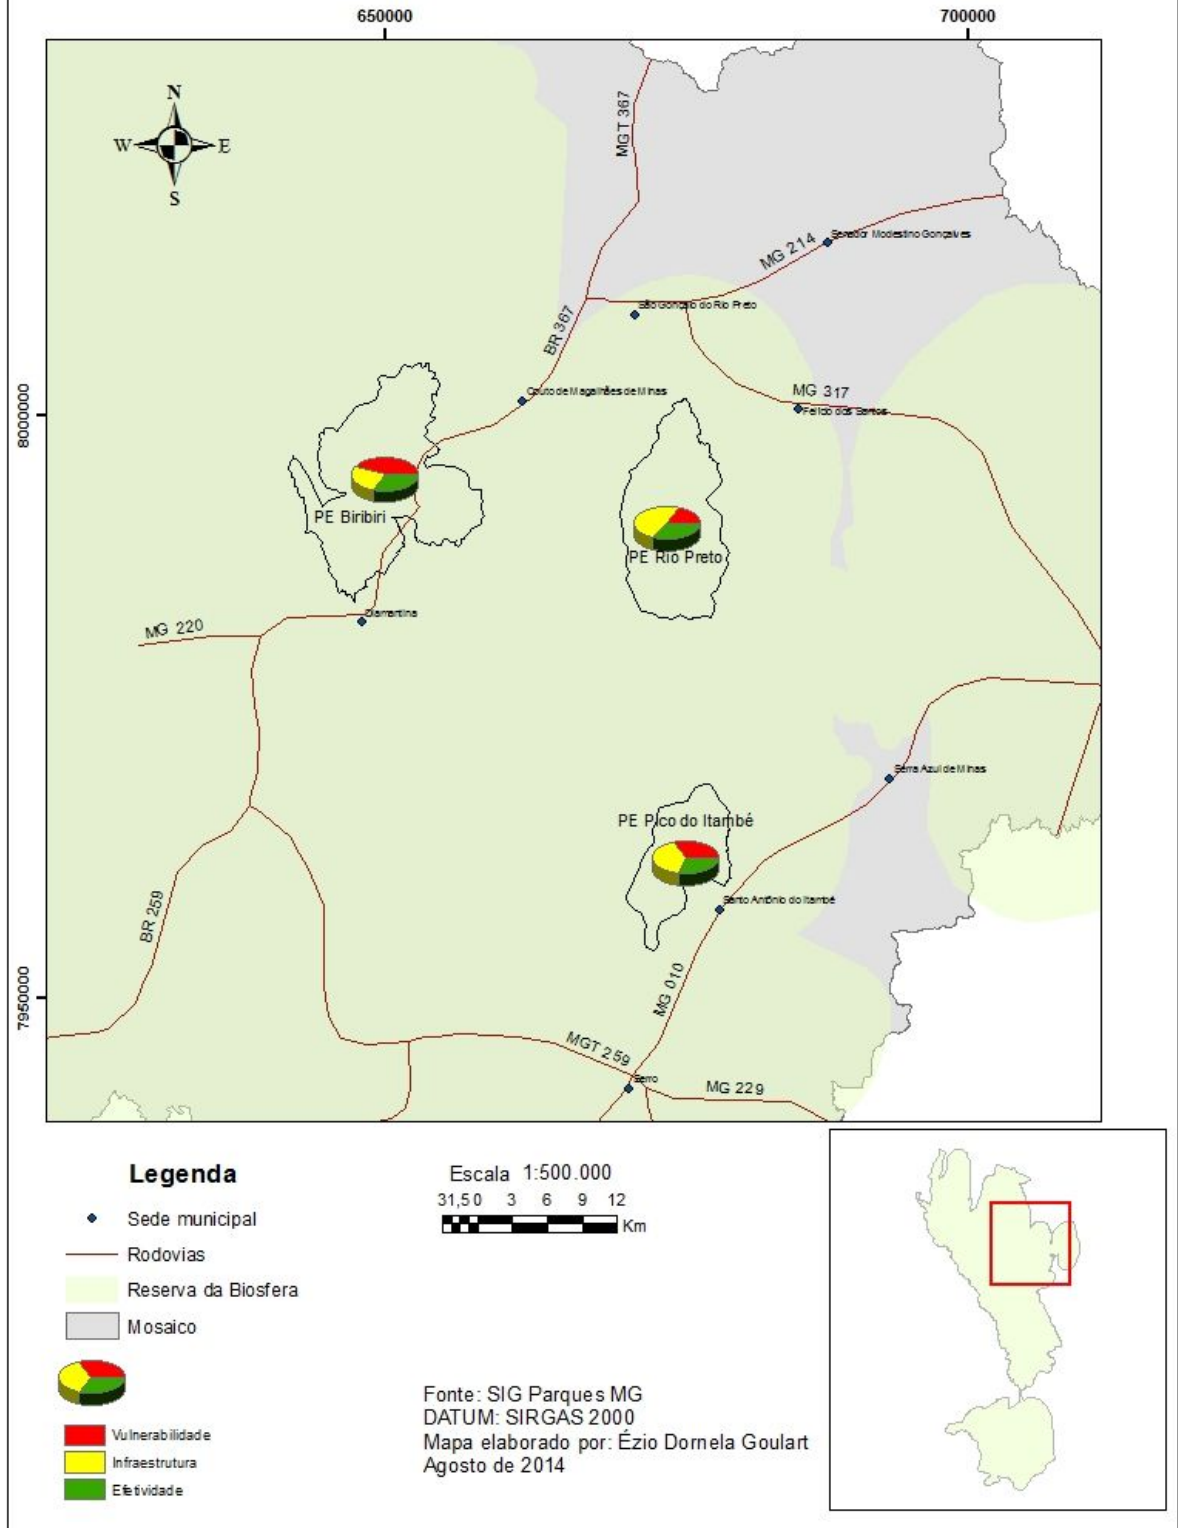 650000
700000
N
W
E
S
MGT 367
MG 214
Senador Modestino Gonçalves
São Gonçalo do Rio Preto
BR 367
Couto de Magalhães de Minas
MG 317
Felício dos Santos
8000000
PE Biribiri
PE Rio Preto
Diamantina
MG 220
Serra Azul de Minas
PE Pico do Itambé
Santo Antônio do Itambé
BR 259
MG 010
7950000
MGT 259
Serro
MG 229
Legenda
Sede municipal
Rodovias
Reserva da Biosfera
Mosaico
Vulnerabilidade
Infraestrutura
Efetividade
Escala 1:500.000
31,5 0 3 6 9 12
Km
Fonte: SIG Parques MG
DATUM: SIRGAS 2000
Mapa elaborado por: Ézio Dornela Goulart
Agosto de 2014